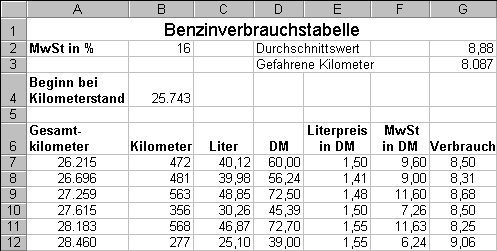 A B C D E F G
1 Benzinverbrauchstabelle
2 MwSt in % 16 Durchschnittswert 8,88
3 Gefahrene Kilometer 8.087
Beginn bei
4 Kilometerstand 25.743
5
Gesamt- Literpreis MwSt
6 kilometer Kilometer Liter DM in DM in DM Verbrauch
7 26.215 472 40,12 60,00 1,50 9,60 8,50
8 26.696 481 39,98 56,24 1,41 9,00 8,31
9 27.259 563 48,85 72,50 1,48 11,60 8,68
10 27.615 356 30,26 45,39 1,50 7,26 8,50
11 28.183 568 46,87 72,70 1,55 11,63 8,25
12 28.460 277 25,10 39,00 1,55 6,24 9,06